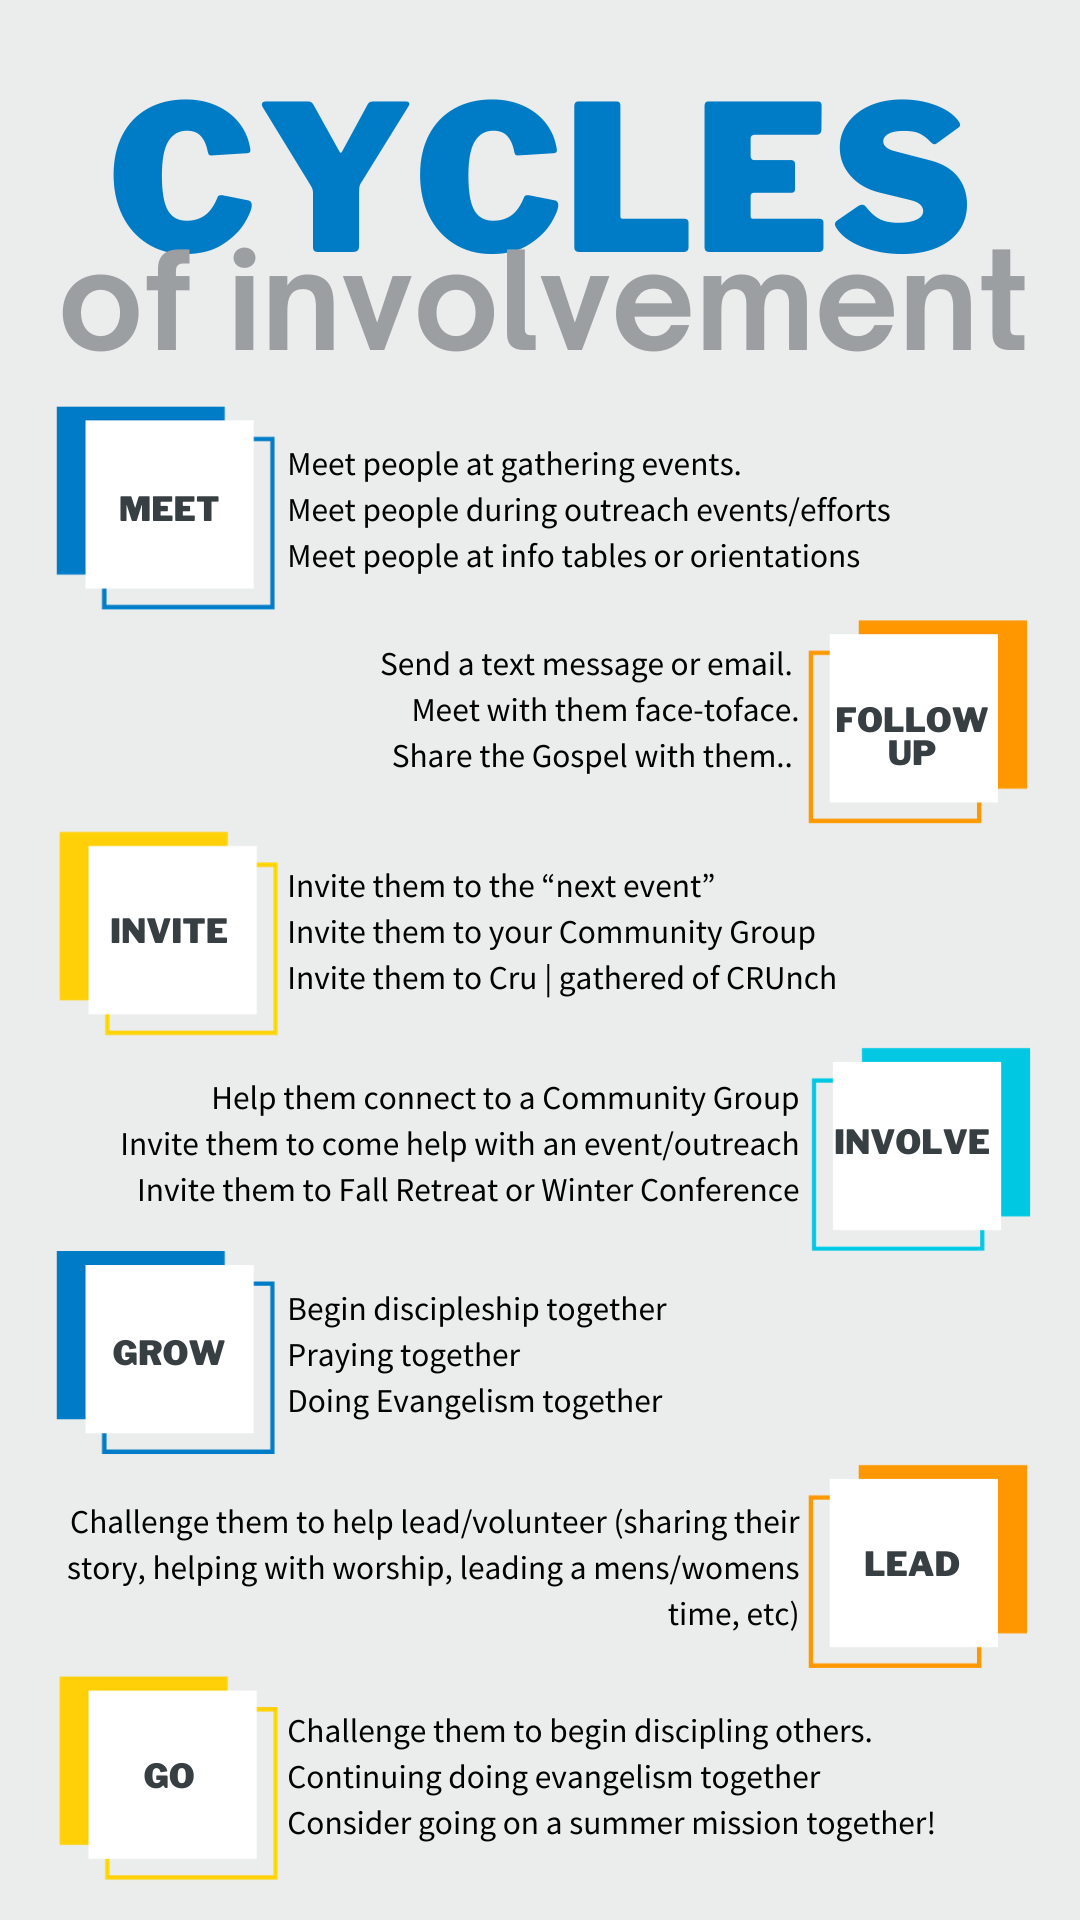 CYCLES
of involvement
MEET
Meet people at gathering events.
Meet people during outreach events/efforts
Meet people at info tables or orientations
Send a text message or email.
Meet with them face-toface.
Share the Gospel with them..
FOLLOW
UP
INVITE
Invite them to the “next event”
Invite them to your Community Group
Invite them to Cru | gathered of CRUnch
Help them connect to a Community Group
Invite them to come help with an event/outreach
Invite them to Fall Retreat or Winter Conference
INVOLVE
GROW
Begin discipleship together
Praying together
Doing Evangelism together
Challenge them to help lead/volunteer (sharing their
story, helping with worship, leading a mens/womens
time, etc)
LEAD
GO
Challenge them to begin discipling others.
Continuing doing evangelism together
Consider going on a summer mission together!